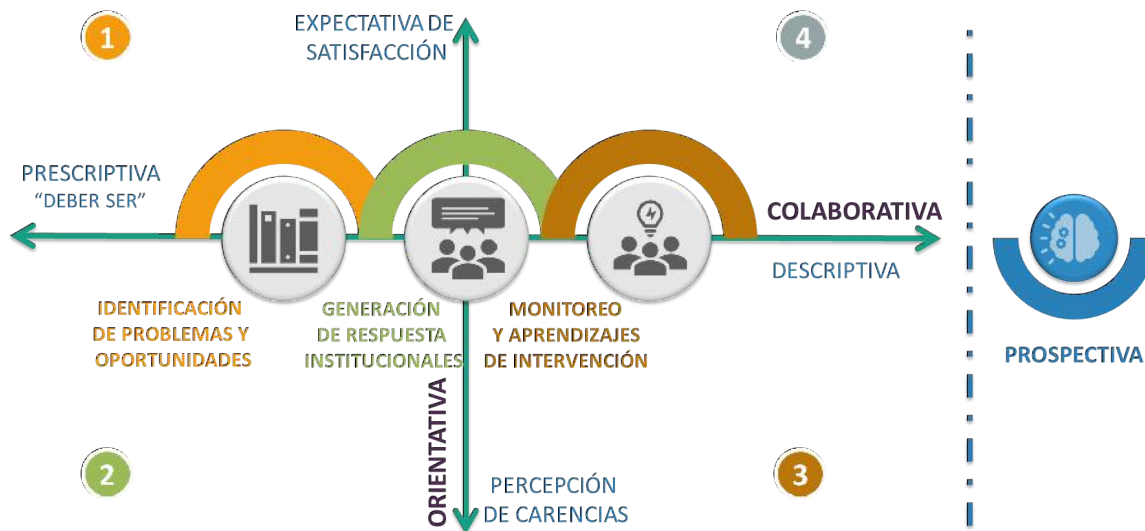 1
EXPECTATIVA DE
SATISFACCIÓN
4
PRESCRIPTIVA
“DEBER SER”
COLABORATIVA
DESCRIPTIVA
IDENTIFICACIÓN
DE PROBLEMAS Y
OPORTUNIDADES
GENERACIÓN
DE RESPUESTA
INSTITUCIONALES
MONITOREO
Y APRENDIZAJES
DE INTERVENCIÓN
PROSPECTIVA
ORIENTATIVA
2
3
PERCEPCIÓN
DE CARENCIAS